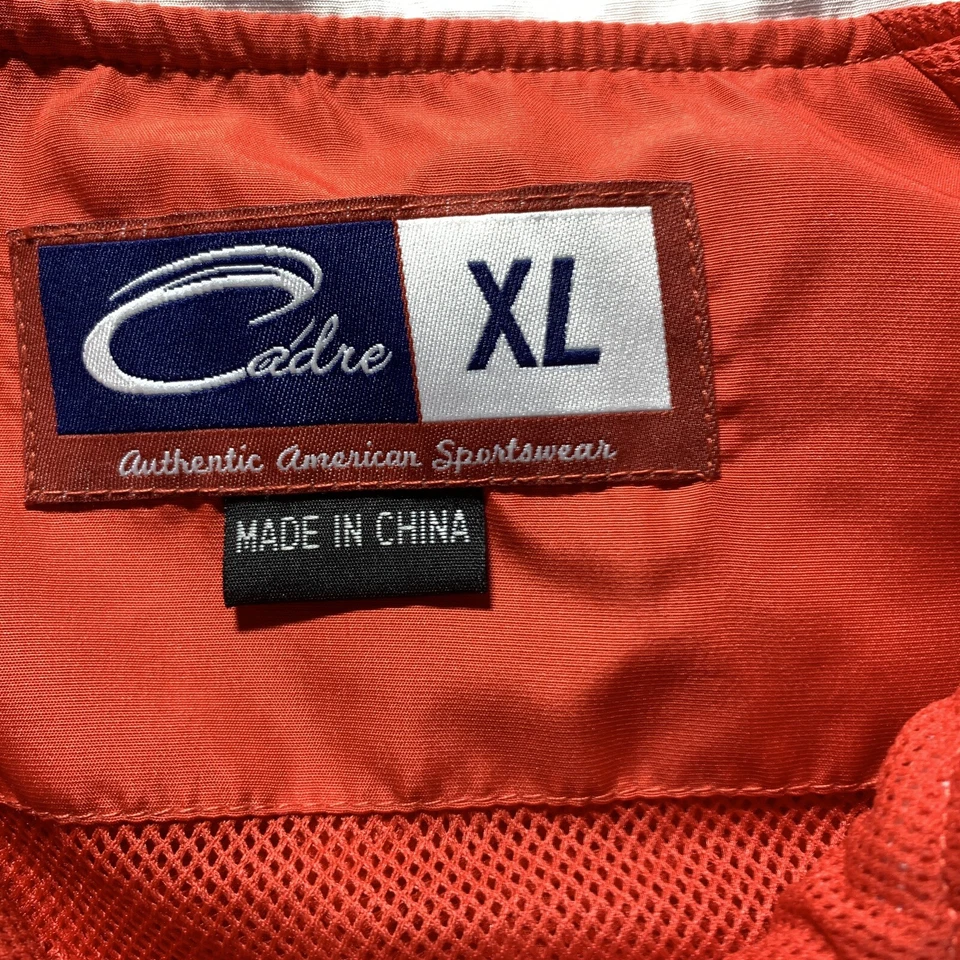 Cadre
XL
Authentic American Sportswear
MADE IN CHINA